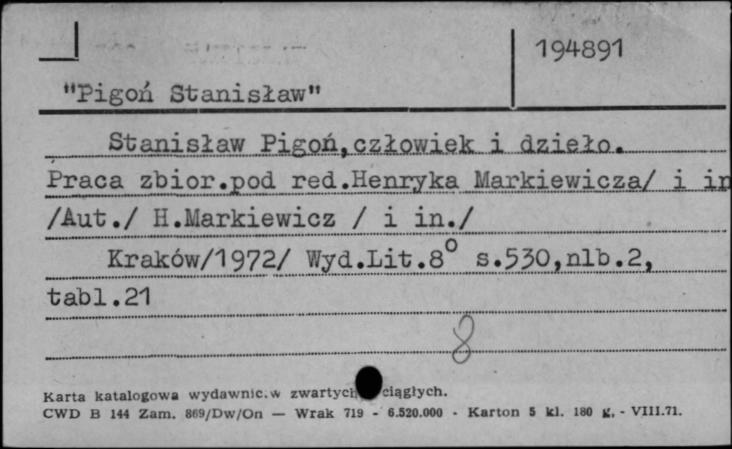 194891
"Pigoń Stanisław"
Stanisław Pigoń,człowiek i dzieło.
Praca zbior.pod red.Henryka Markiewicza/ i in
/Aut./ H.Markiewicz / i in./
Kraków/1972/ Wyd.Lit.8° s.530,nlb.2,
tabl.21
8
Karta katalogowa wydawnic.w zwartych ciągłych.
CWD B 144 Zam. 869/Dw/On — Wrak 719 - 6.520.000 - Karton 5 kl. 180 g. - VIII.71.